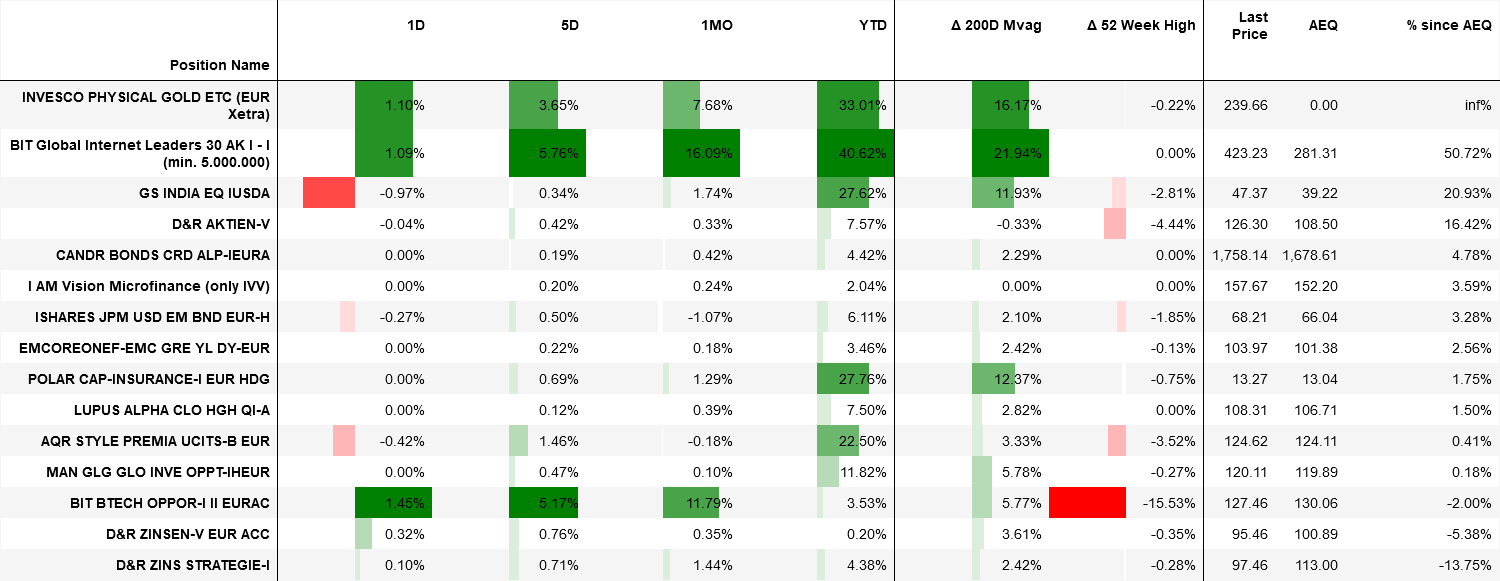 1D 5D 1MO YTD Δ 200D Mvag Δ 52 Week High Last Price AEQ % since AEQ
Position Name
INVESCO PHYSICAL GOLD ETC (EUR Xetra) 1.10% 3.65% 7.68% 33.01% 16.17% -0.22% 239.66 0.00 inf%
BIT Global Internet Leaders 30 AK I - I (min. 5.000.000) 1.09% 5.76% 16.09% 40.62% 21.94% 0.00% 423.23 281.31 50.72%
GS INDIA EQ IUSDA -0.97% 0.34% 1.74% 27.62% 11.93% -2.81% 47.37 39.22 20.93%
D&R AKTIEN-V -0.04% 0.42% 0.33% 7.57% -0.33% -4.44% 126.30 108.50 16.42%
CANDR BONDS CRD ALP-IEURA 0.00% 0.19% 0.42% 4.42% 2.29% 0.00% 1,758.14 1,678.61 4.78%
I AM Vision Microfinance (only IVV) 0.00% 0.20% 0.24% 2.04% 0.00% 0.00% 157.67 152.20 3.59%
ISHARES JPM USD EM BND EUR-H -0.27% 0.50% -1.07% 6.11% 2.10% -1.85% 68.21 66.04 3.28%
EMCOREONEF-EMC GRE YL DY-EUR 0.00% 0.22% 0.18% 3.46% 2.42% -0.13% 103.97 101.38 2.56%
POLAR CAP-INSURANCE-I EUR HDG 0.00% 0.69% 1.29% 27.76% 12.37% -0.75% 13.27 13.04 1.75%
LUPUS ALPHA CLO HGH QI-A 0.00% 0.12% 0.39% 7.50% 2.82% 0.00% 108.31 106.71 1.50%
AQR STYLE PREMIA UCITS-B EUR -0.42% 1.46% -0.18% 22.50% 3.33% -3.52% 124.62 124.11 0.41%
MAN GLG GLO INVE OPPT-IHEUR 0.00% 0.47% 0.10% 11.82% 5.78% -0.27% 120.11 119.89 0.18%
BIT BTECH OPPOR-I II EURAC 1.45% 5.17% 11.79% 3.53% 5.77% -15.53% 127.46 130.06 -2.00%
D&R ZINSEN-V EUR ACC 0.32% 0.76% 0.35% 0.20% 3.61% -0.35% 95.46 100.89 -5.38%
D&R ZINS STRATEGIE-I 0.10% 0.71% 1.44% 4.38% 2.42% -0.28% 97.46 113.00 -13.75%